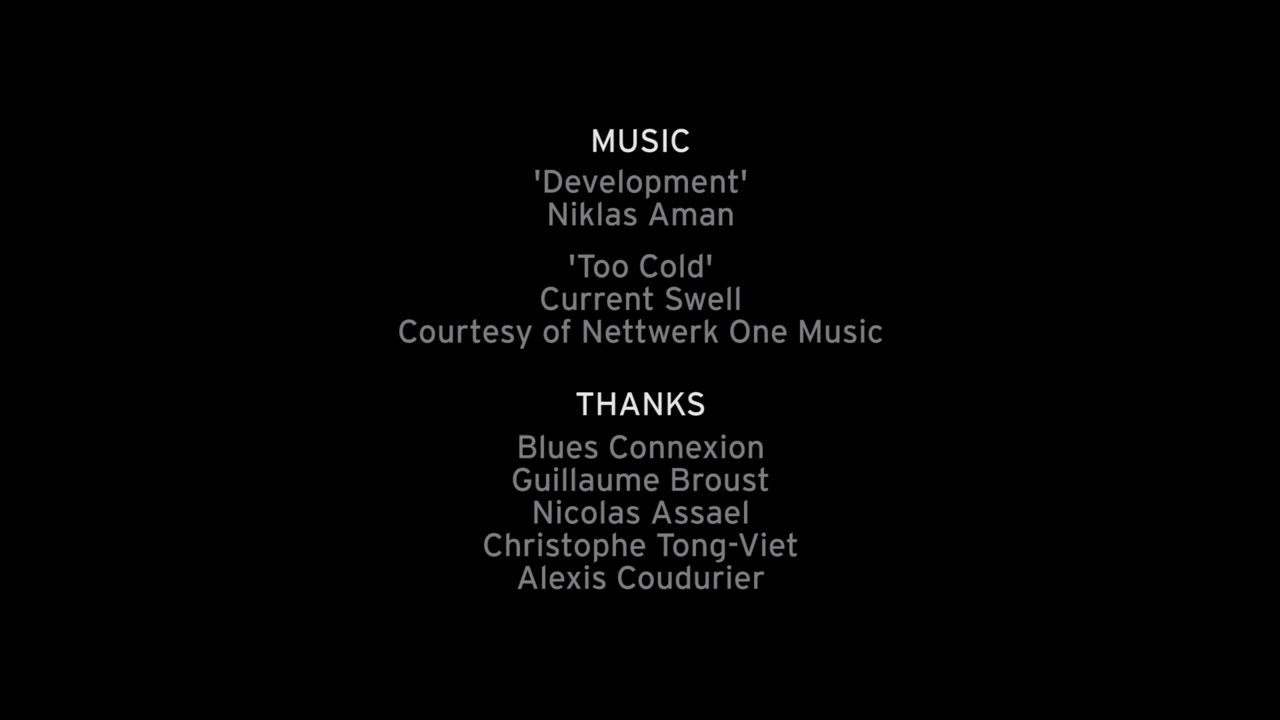 MUSIC
'Development'
Niklas Aman
'Too Cold'
Current Swell
Courtesy of Nettwerk One Music
THANKS
Blues Connexion
Guillaume Broust
Nicolas Assael
Christophe Tong-Viet
Alexis Coudurier